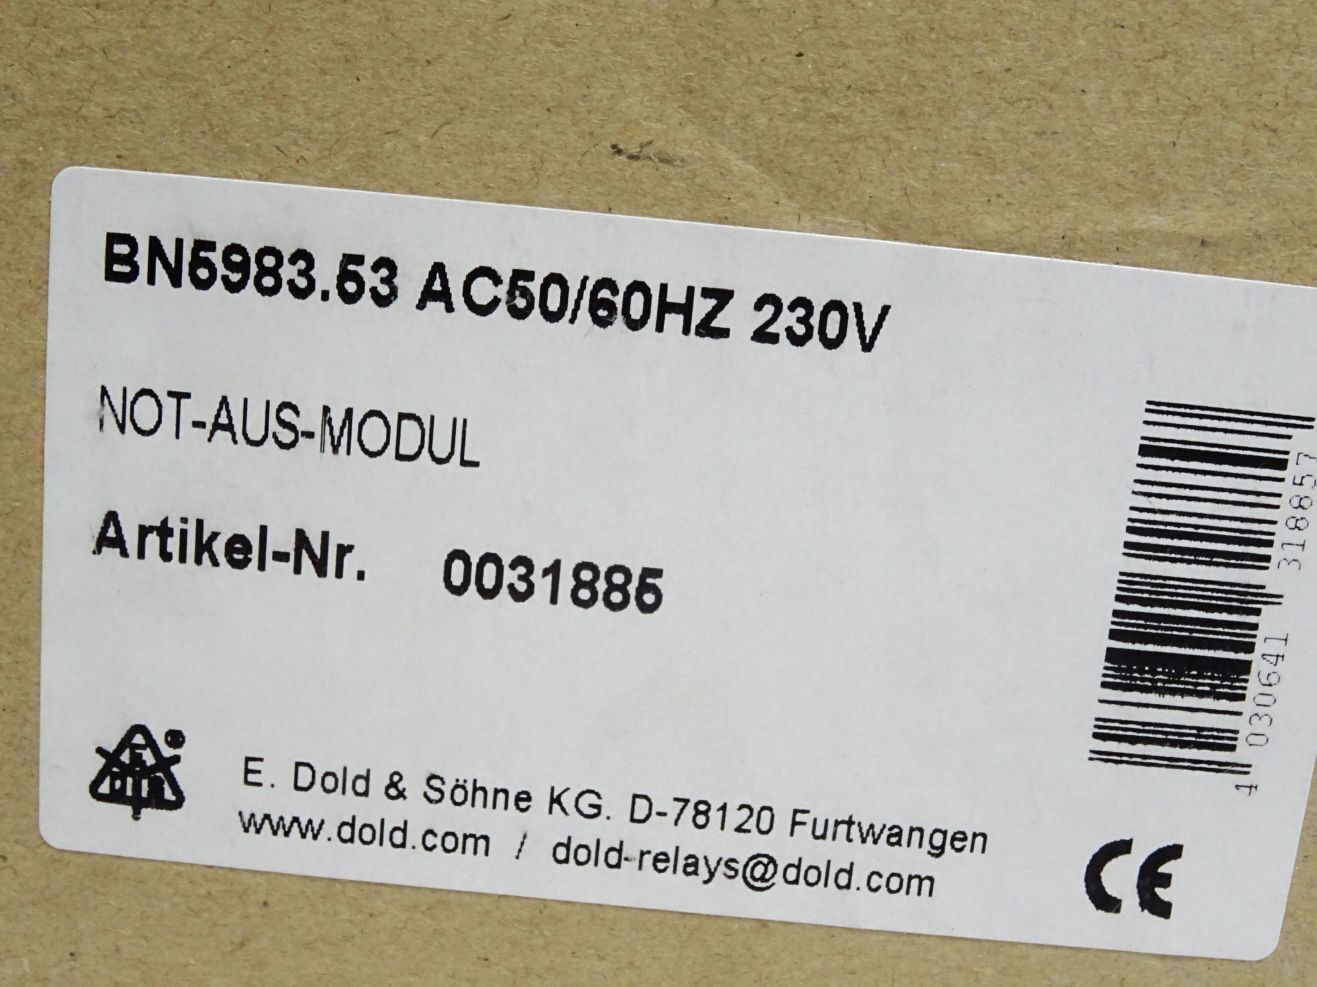 BN5983.53 AC50/60HZ 230V
NOT-AUS-MODUL
Artikel-Nr. 0031885
4 030641 318857
E. Dold & Söhne KG. D-78120 Furtwangen
www.dold.com / dold-relays@dold.com
CE